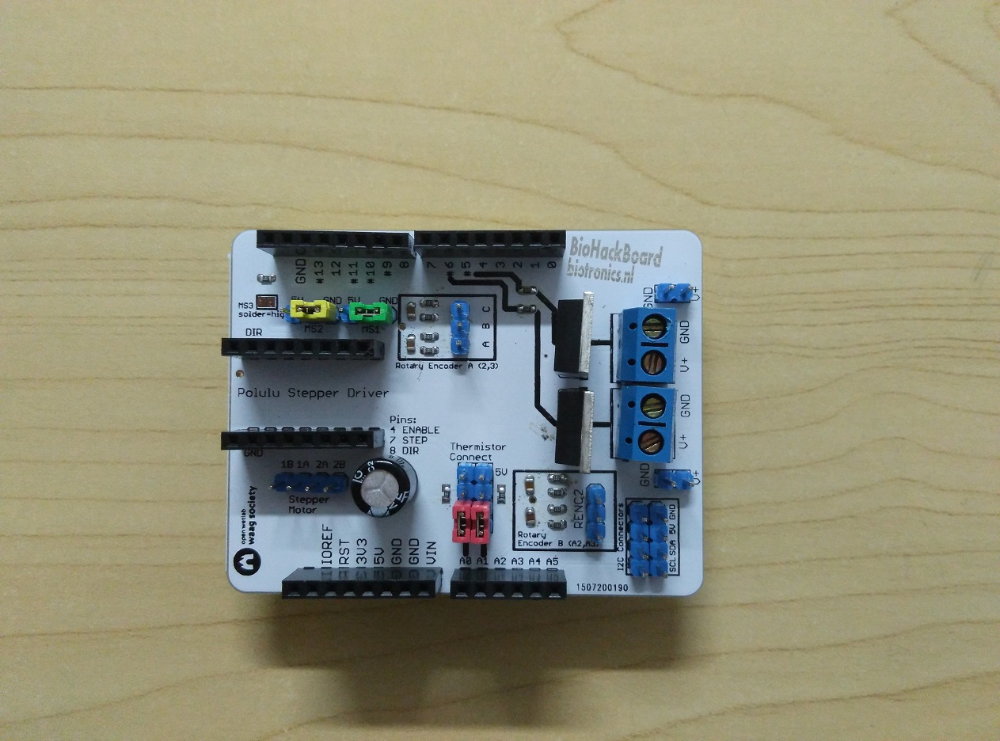 BioHackBoard
biotronics.nl
GND
#13
12
#11
#10
#9
8
7
#6
#5
4
3
2
1
0
MS3
5V
GND
5V
GND
MS2
MS1
DIR
C
B
A
Rotary Encoder A (2,3)
GND
V+
GND
V+
GND
V+
GND
V+
Polulu Stepper Driver
Pins:
4 ENABLE
7 STEP
8 DIR
GND
1B 1A 2A 2B
Stepper
Motor
Thermistor
Connect
5V
RENC2
Rotary
Encoder B (A2,A3)
I2C Connectors
SCL SDA 5V GND
open wetlab
waag society
IOREF
RST
3V3
5V
GND
GND
VIN
A0 A1 A2 A3 A4 A5
1507200190